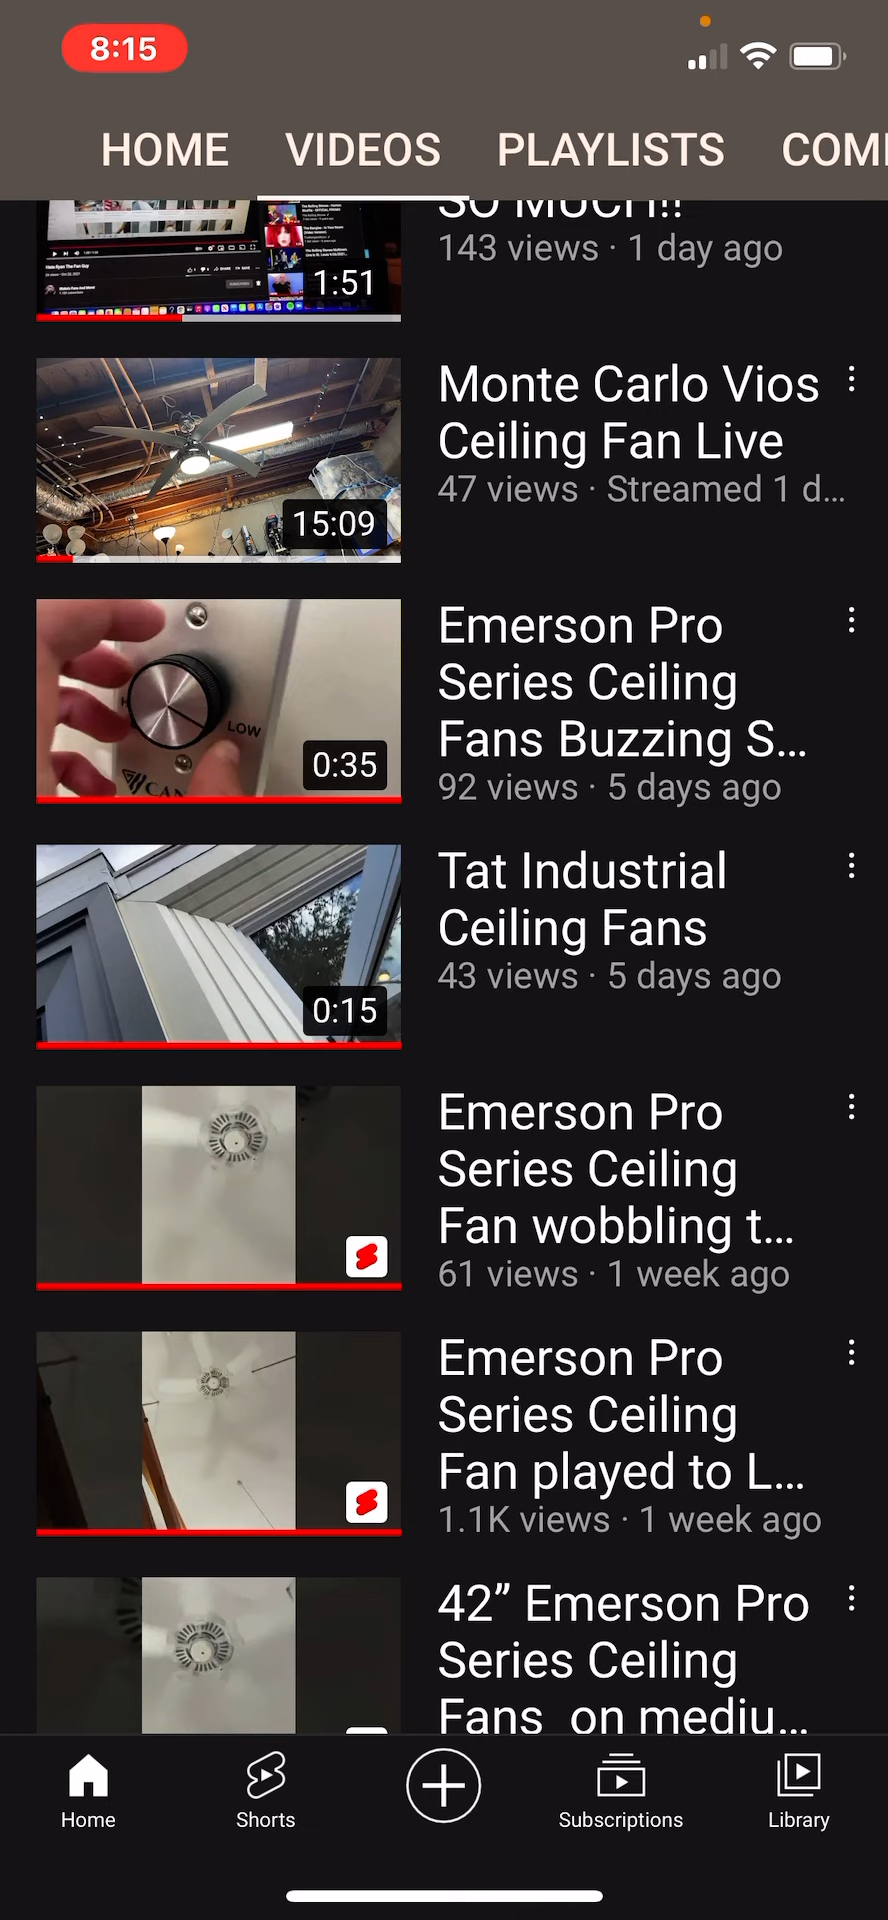 8:15
HOME VIDEOS PLAYLISTS COM
SO MUCH!!
143 views · 1 day ago
1:51
Monte Carlo Vios
Ceiling Fan Live
47 views · Streamed 1 d...
15:09
Emerson Pro
Series Ceiling
Fans Buzzing S...
92 views · 5 days ago
LOW
0:35
Tat Industrial
Ceiling Fans
43 views · 5 days ago
0:15
Emerson Pro
Series Ceiling
Fan wobbling t...
61 views · 1 week ago
Emerson Pro
Series Ceiling
Fan played to L...
1.1K views · 1 week ago
42” Emerson Pro
Series Ceiling
Fans on mediu...
Home Shorts Subscriptions Library